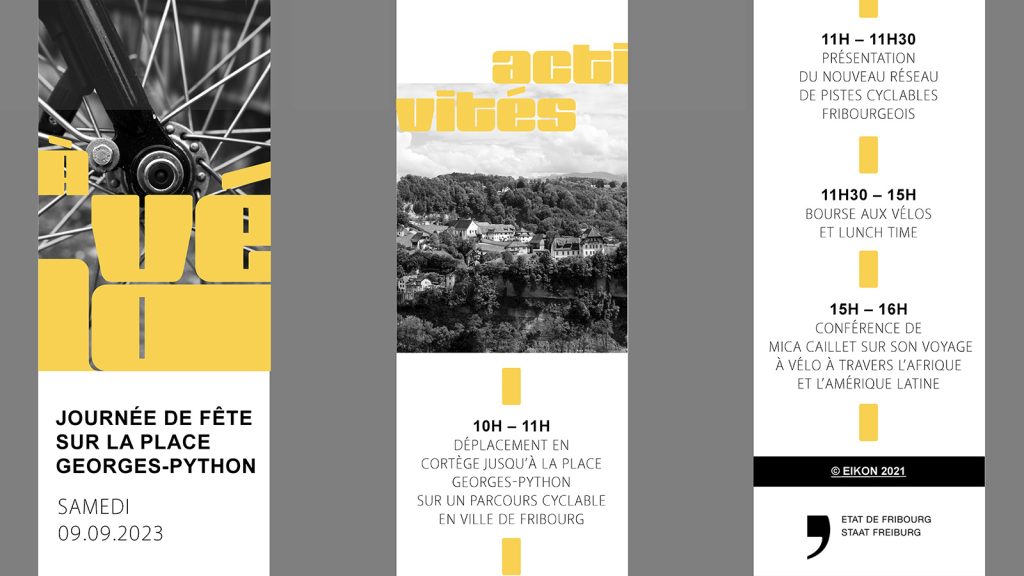 à
vé
lo
JOURNÉE DE FÊTE
SUR LA PLACE
GEORGES-PYTHON
SAMEDI
09.09.2023
acti
vités
10H – 11H
DÉPLACEMENT EN
CORTÈGE JUSQU'À LA PLACE
GEORGES-PYTHON
SUR UN PARCOURS CYCLABLE
EN VILLE DE FRIBOURG
11H – 11H30
PRÉSENTATION
DU NOUVEAU RÉSEAU
DE PISTES CYCLABLES
FRIBOURGEOIS
11H30 – 15H
BOURSE AUX VÉLOS
ET LUNCH TIME
15H – 16H
CONFÉRENCE DE
MICA CAILLET SUR SON VOYAGE
À VÉLO À TRAVERS L'AFRIQUE
ET L'AMÉRIQUE LATINE
© EIKON 2021
ETAT DE FRIBOURG
STAAT FREIBURG